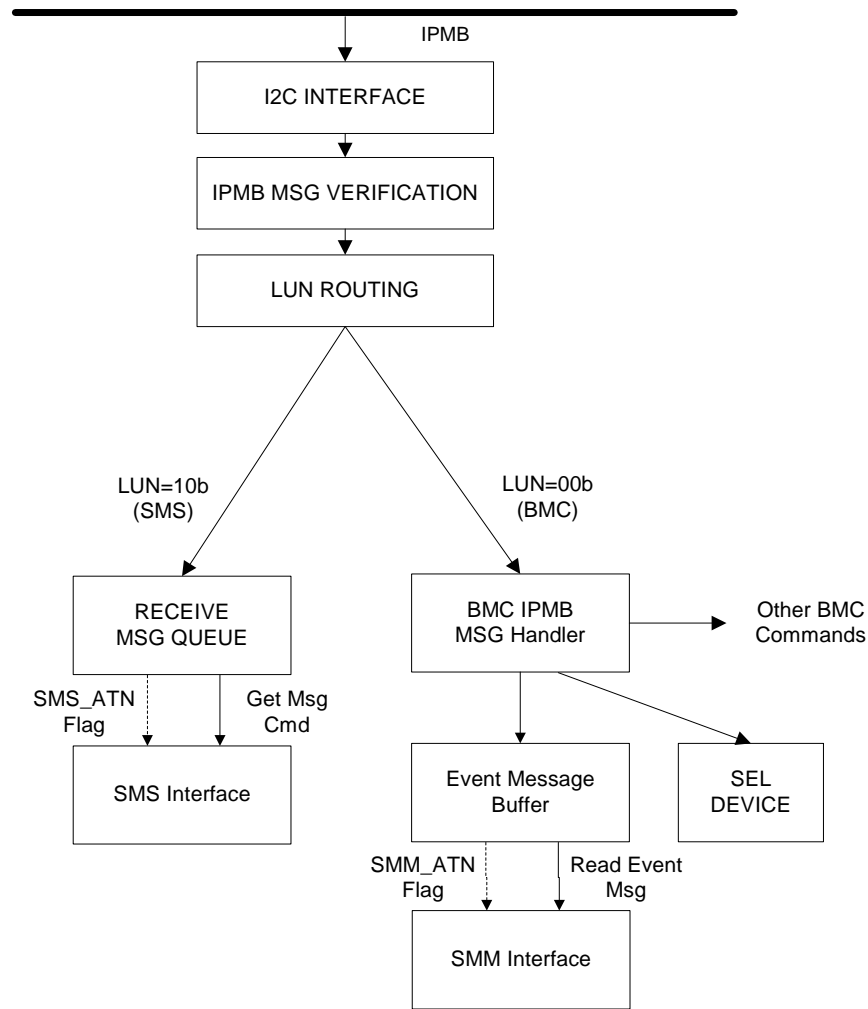 IPMB
I2C INTERFACE
IPMB MSG VERIFICATION
LUN ROUTING
LUN=10b
(SMS)
LUN=00b
(BMC)
RECEIVE
MSG QUEUE
BMC IPMB
MSG Handler
Other BMC
Commands
SMS_ATN
Flag
Get Msg
Cmd
SMS Interface
Event Message
Buffer
SEL
DEVICE
SMM_ATN
Flag
Read Event
Msg
SMM Interface